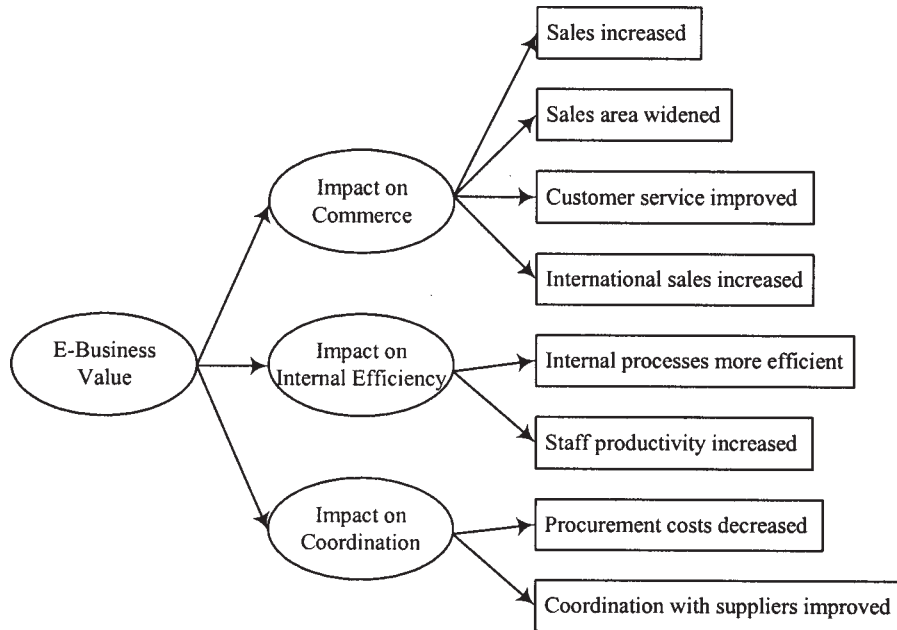 Sales increased
Sales area widened
Impact on
Commerce
Customer service improved
International sales increased
E-Business
Value
Impact on
Internal Efficiency
Internal processes more efficient
Staff productivity increased
Impact on
Coordination
Procurement costs decreased
Coordination with suppliers improved